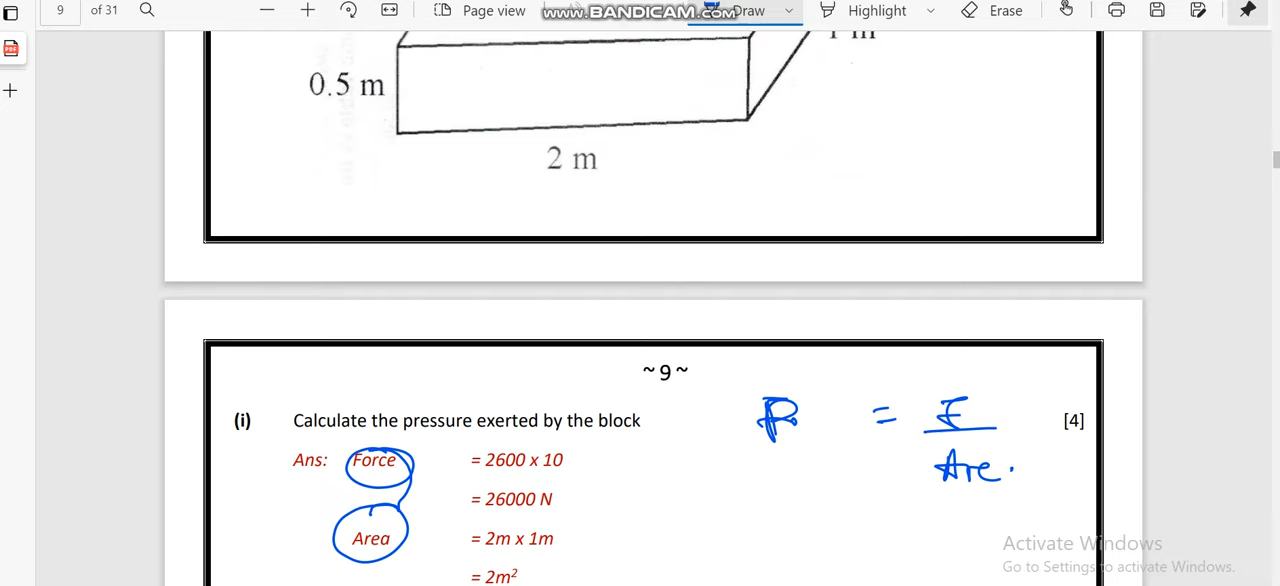 9 of 31 Page view www.BANDICAM.com Draw Highlight Erase
PDF
1 m
0.5 m
2 m
~ 9 ~
(i) Calculate the pressure exerted by the block [4]
P = F
Are.
Ans: Force = 2600 x 10
= 26000 N
Area = 2m x 1m
= 2m²
Activate Windows
Go to Settings to activate Windows.